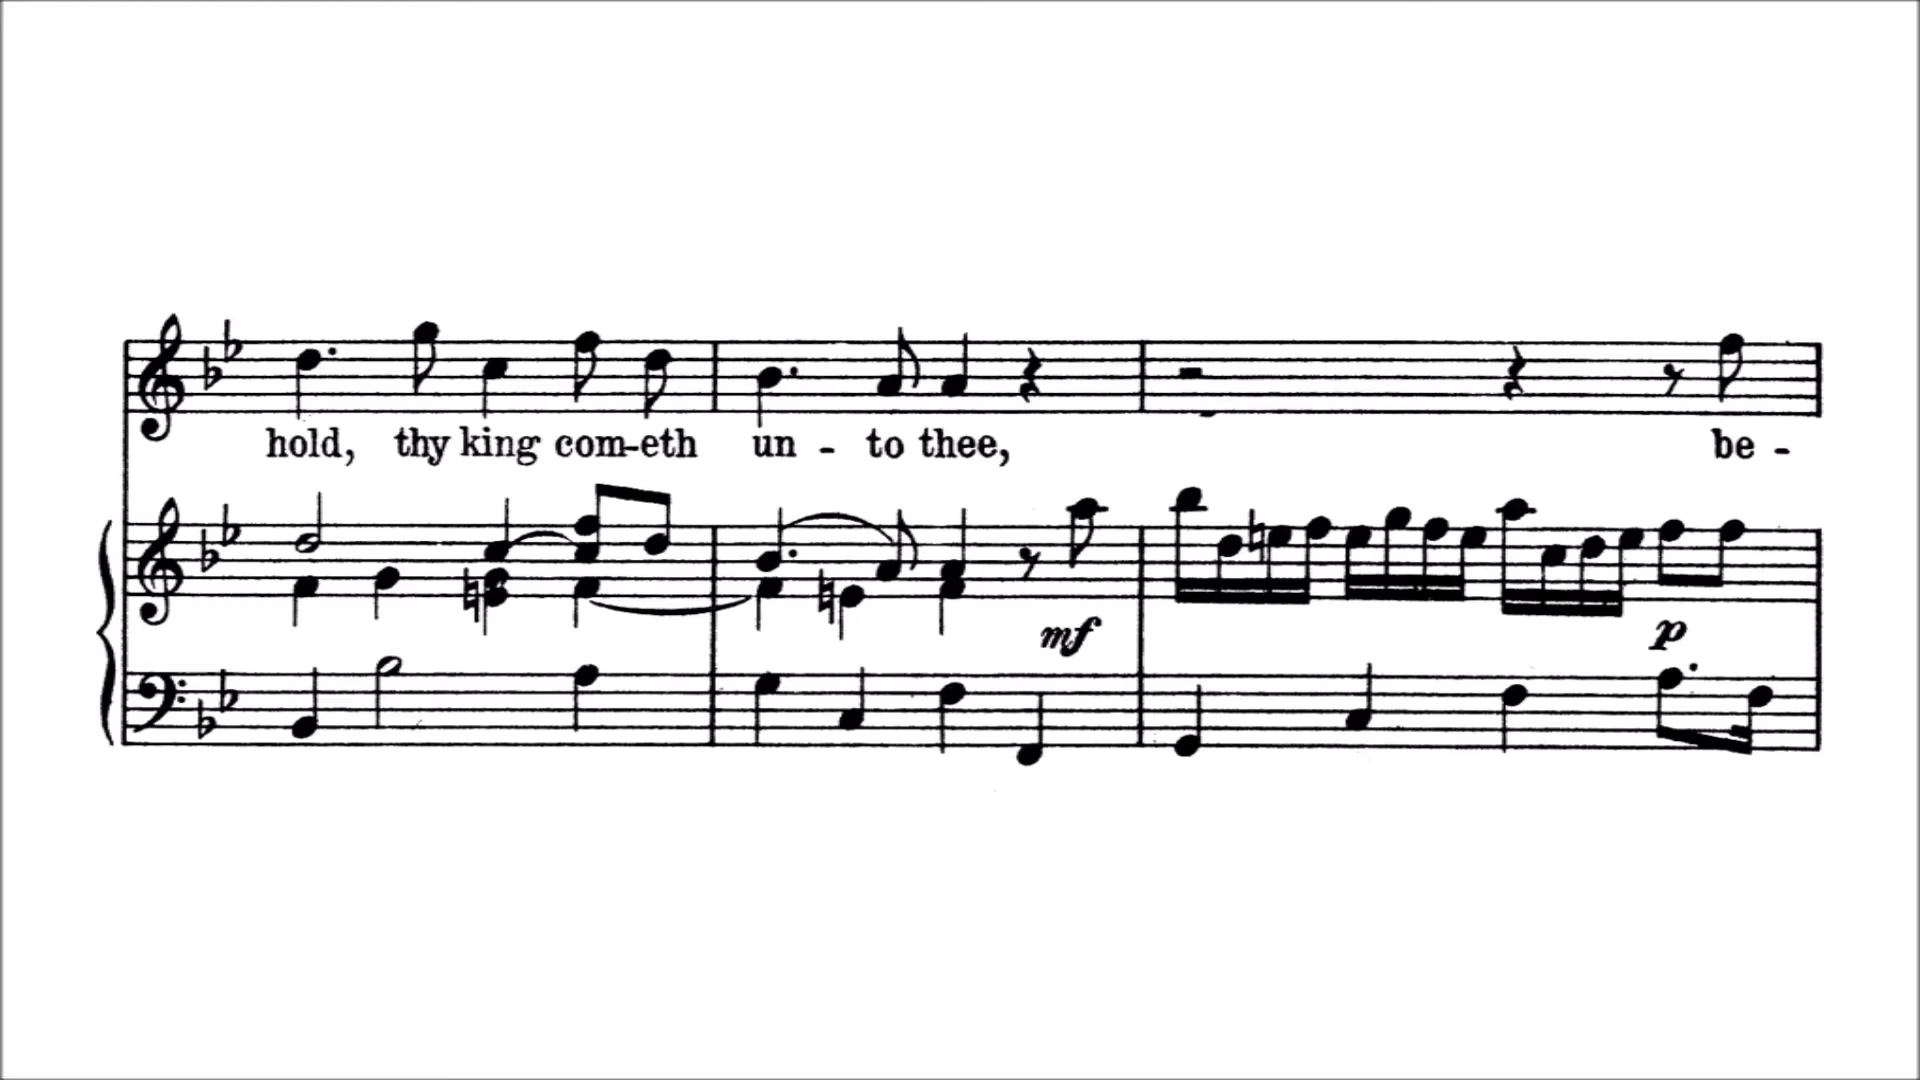 hold, thy king com-eth un - to thee, be -
mf
p